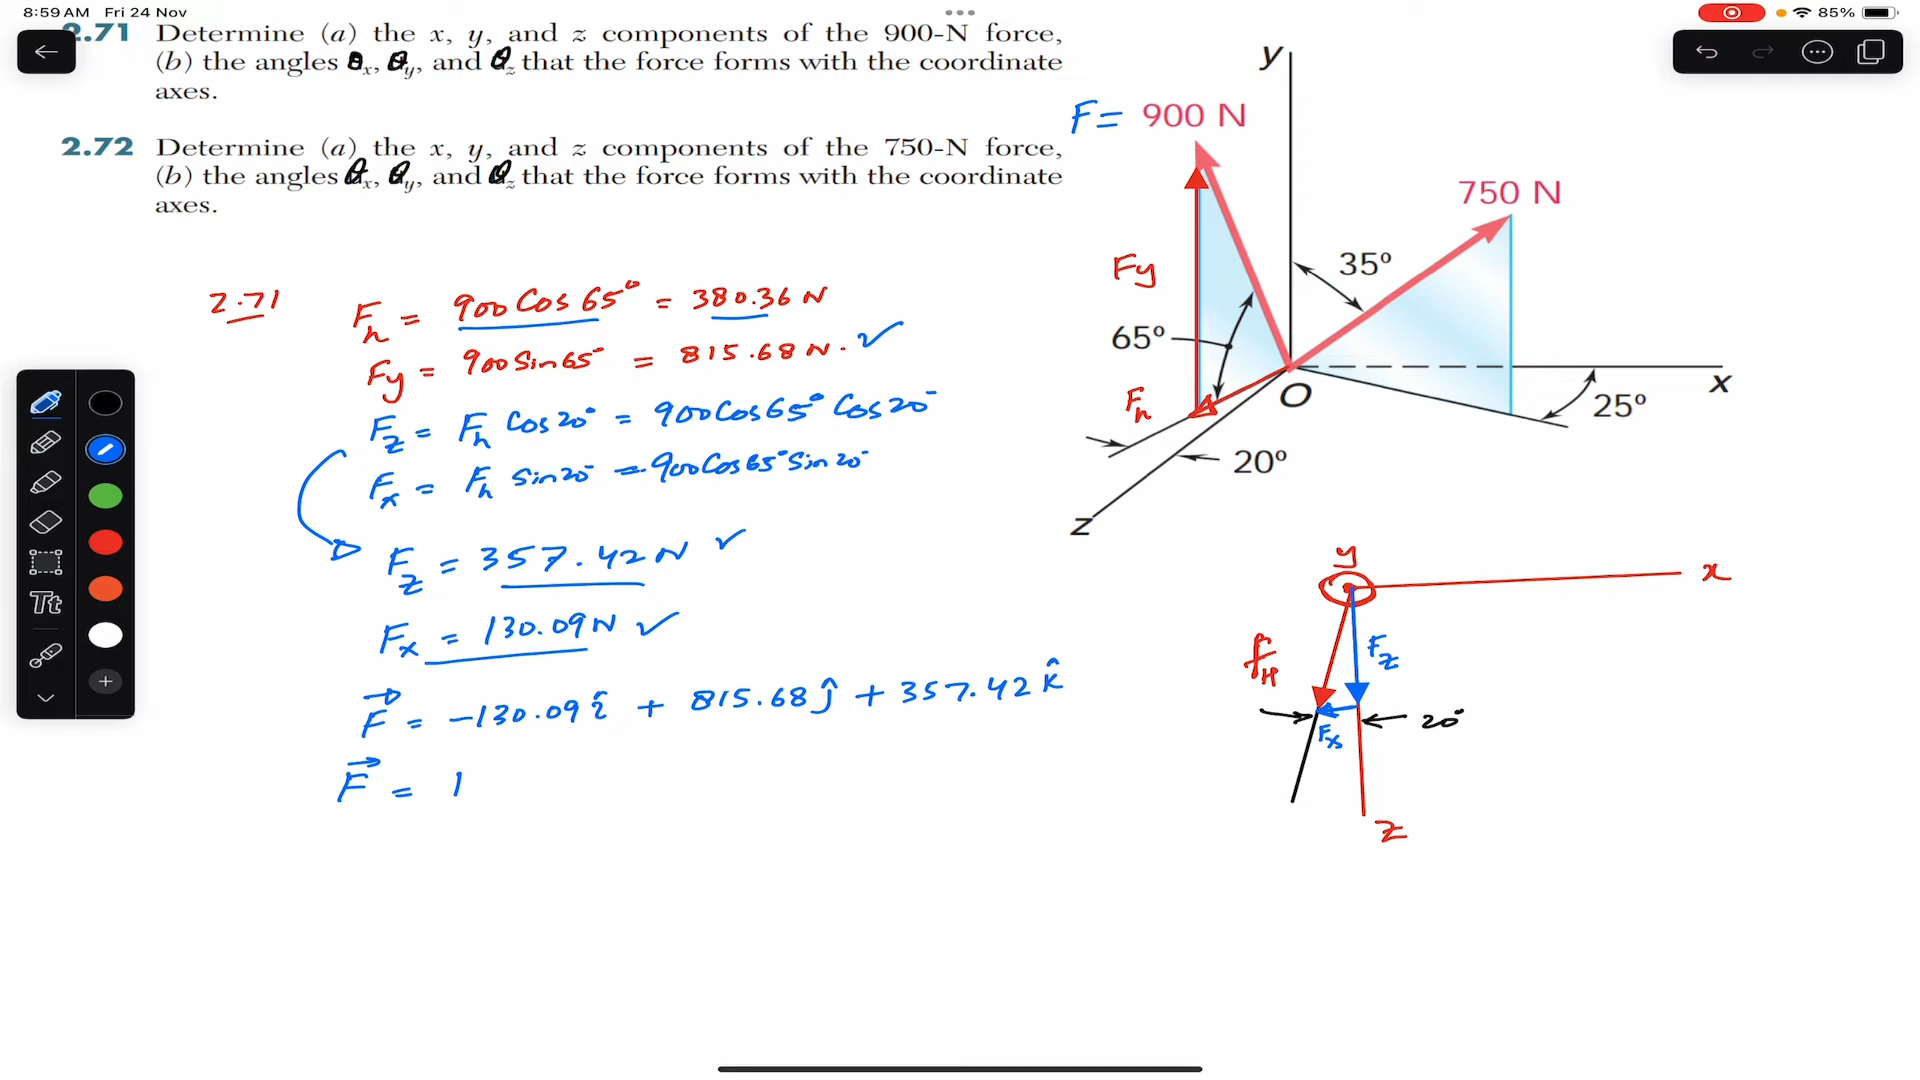 8:59 AM Fri 24 Nov
85%
2.71 Determine (a) the x, y, and z components of the 900-N force,
(b) the angles θx, θy, and θz that the force forms with the coordinate
axes.
2.72 Determine (a) the x, y, and z components of the 750-N force,
(b) the angles θx, θy, and θz that the force forms with the coordinate
axes.
y
F = 900 N
750 N
Fy
35º
65º
Fh
O
x
25º
20º
z
2.71
Fh = 900 Cos 65° = 380.36 N
Fy = 900 Sin 65° = 815.68 N. ✓
Fz = Fh Cos 20° = 900 Cos 65° Cos 20°
Fx = Fh Sin 20° = 900 Cos 65° Sin 20°
Fz = 357.42 N ✓
Fx = 130.09 N ✓
F = -130.09 î + 815.68 ĵ + 357.42 k̂
F = 1
y
x
fH
Fz
Fx
20°
z
Tt